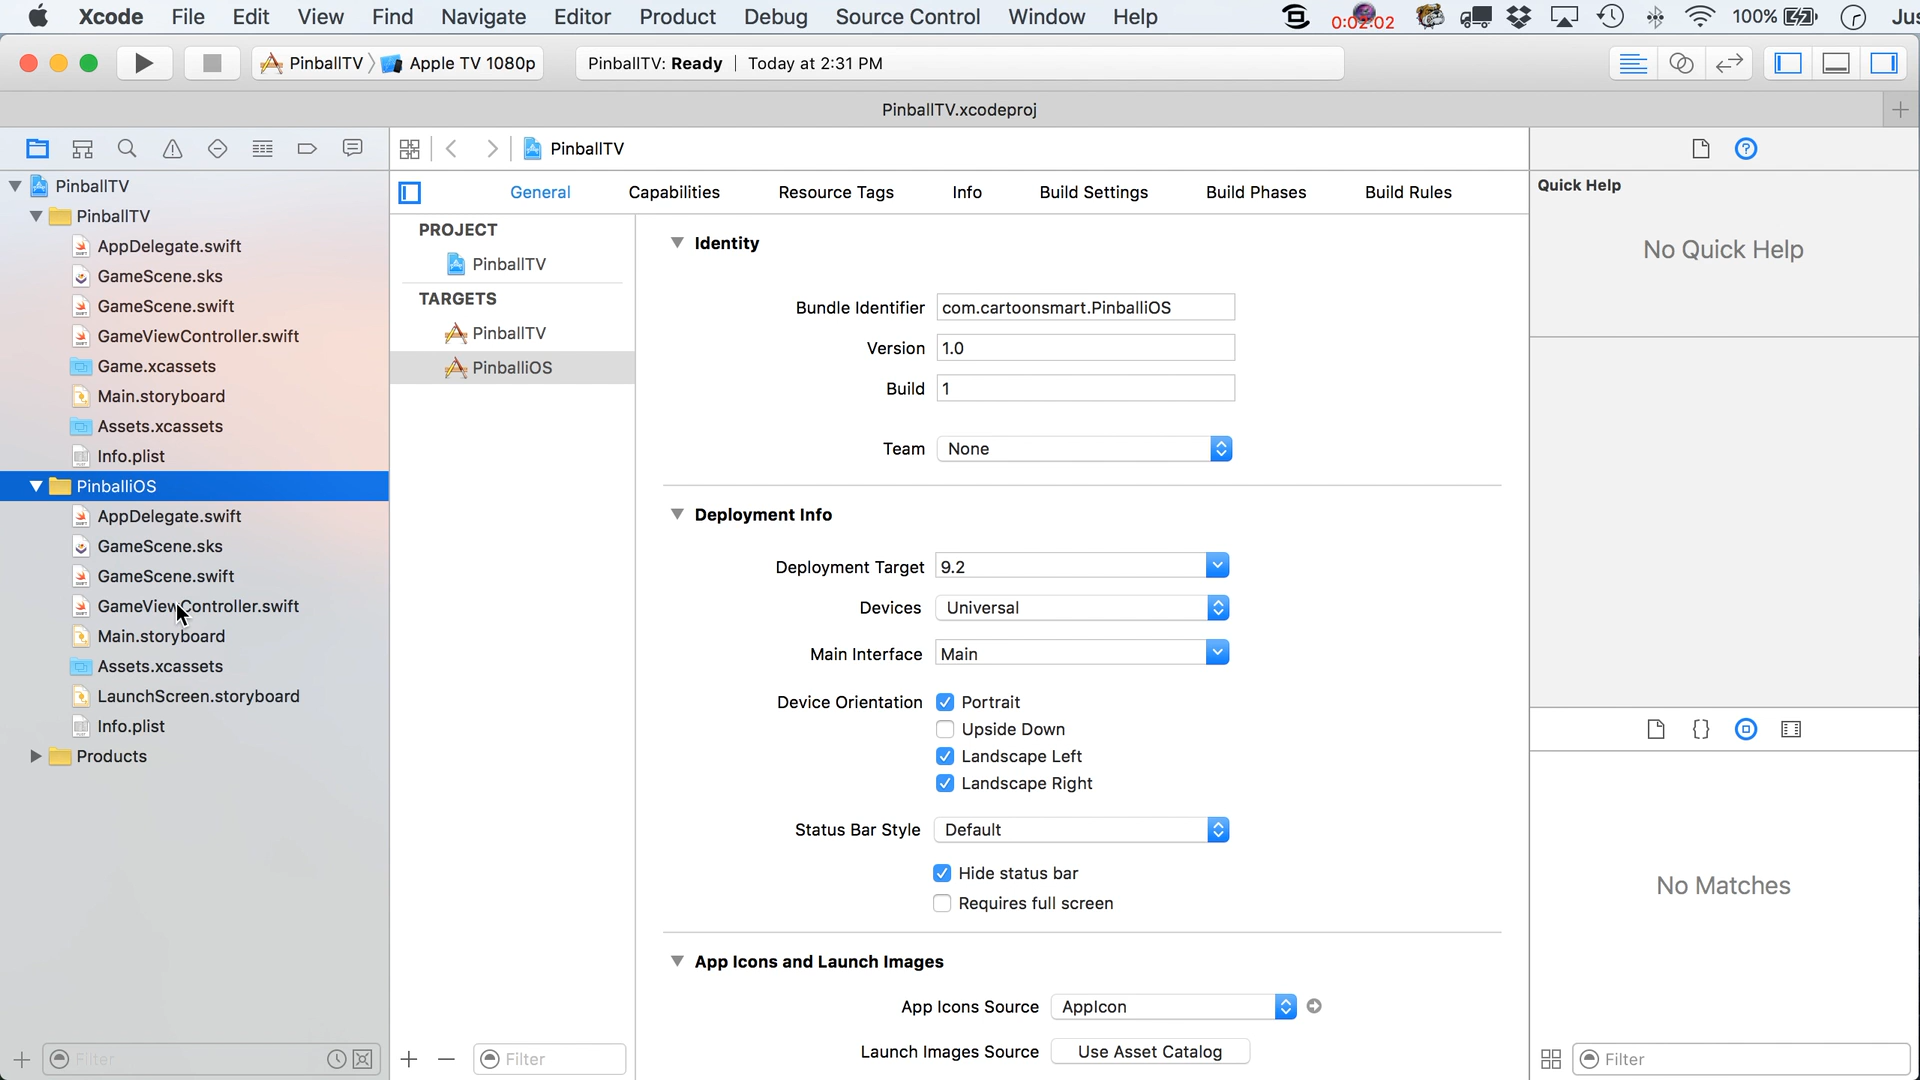 Xcode File Edit View Find Navigate Editor Product Debug Source Control Window Help 0:02:02 100% Jus
PinballTV Apple TV 1080p PinballTV: Ready Today at 2:31 PM
PinballTV.xcodeproj
PinballTV
PinballTV
AppDelegate.swift
GameScene.sks
GameScene.swift
GameViewController.swift
Game.xcassets
Main.storyboard
Assets.xcassets
Info.plist
PinballiOS
AppDelegate.swift
GameScene.sks
GameScene.swift
GameViewController.swift
Main.storyboard
Assets.xcassets
LaunchScreen.storyboard
Info.plist
Products
Filter
PinballTV
General Capabilities Resource Tags Info Build Settings Build Phases Build Rules
PROJECT
PinballTV
TARGETS
PinballTV
PinballiOS
Filter
Identity
Bundle Identifier com.cartoonsmart.PinballiOS
Version 1.0
Build 1
Team None
Deployment Info
Deployment Target 9.2
Devices Universal
Main Interface Main
Device Orientation Portrait
Upside Down
Landscape Left
Landscape Right
Status Bar Style Default
Hide status bar
Requires full screen
App Icons and Launch Images
App Icons Source AppIcon
Launch Images Source Use Asset Catalog
Quick Help
No Quick Help
No Matches
Filter